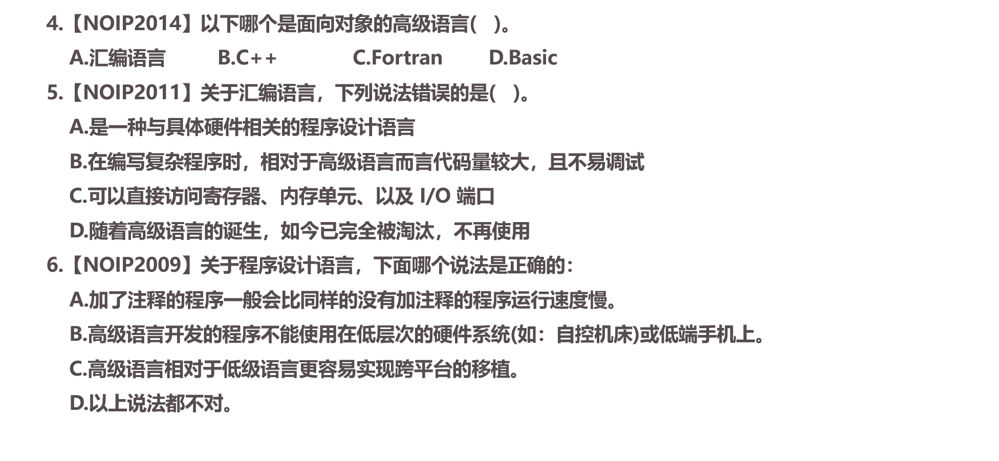 4.【NOIP2014】以下哪个是面向对象的高级语言(   )。
A.汇编语言 B.C++ C.Fortran D.Basic
5.【NOIP2011】关于汇编语言，下列说法错误的是(   )。
A.是一种与具体硬件相关的程序设计语言
B.在编写复杂程序时，相对于高级语言而言代码量较大，且不易调试
C.可以直接访问寄存器、内存单元、以及 I/O 端口
D.随着高级语言的诞生，如今已完全被淘汰，不再使用
6.【NOIP2009】关于程序设计语言，下面哪个说法是正确的：
A.加了注释的程序一般会比同样的没有加注释的程序运行速度慢。
B.高级语言开发的程序不能使用在低层次的硬件系统(如：自控机床)或低端手机上。
C.高级语言相对于低级语言更容易实现跨平台的移植。
D.以上说法都不对。